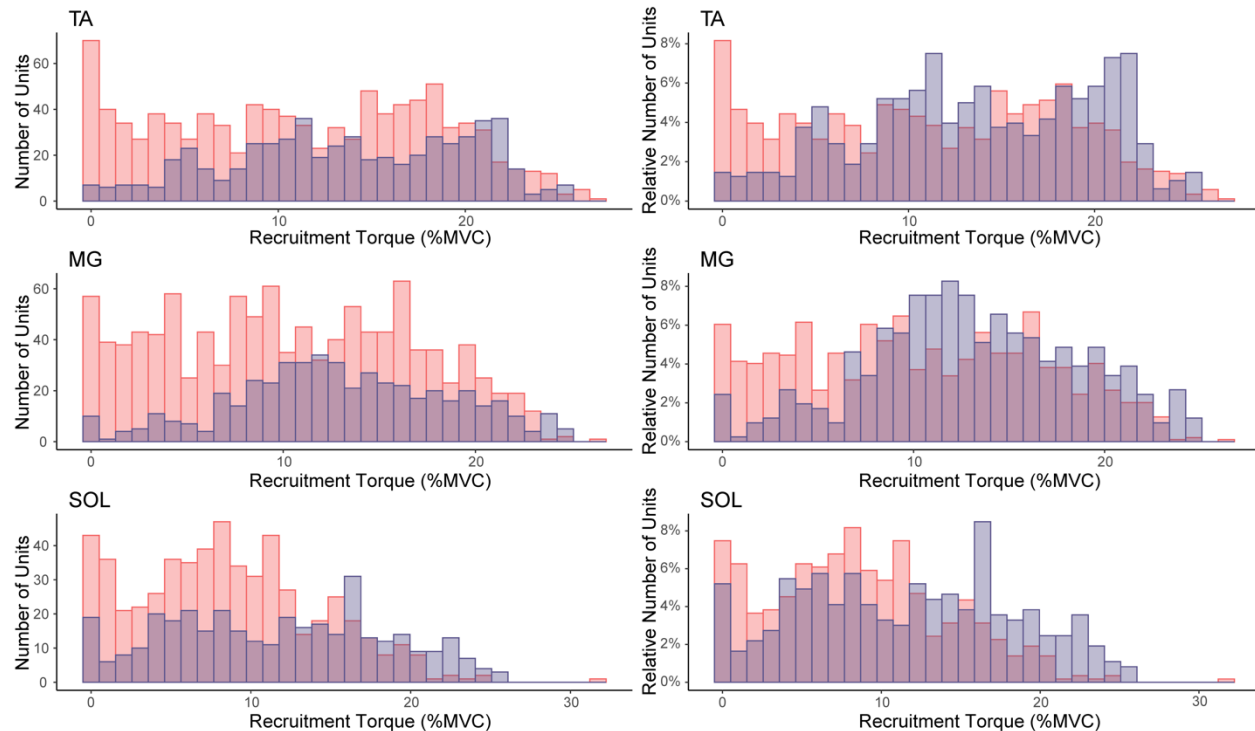 TA
Number of Units
60
40
20
0
0 10 20
Recruitment Torque (%MVC)
TA
Relative Number of Units
8%
6%
4%
2%
0%
0 10 20
Recruitment Torque (%MVC)
MG
Number of Units
60
40
20
0
0 10 20
Recruitment Torque (%MVC)
MG
Relative Number of Units
8%
6%
4%
2%
0%
0 10 20
Recruitment Torque (%MVC)
SOL
Number of Units
40
30
20
10
0
0 10 20 30
Recruitment Torque (%MVC)
SOL
Relative Number of Units
8%
6%
4%
2%
0%
0 10 20 30
Recruitment Torque (%MVC)